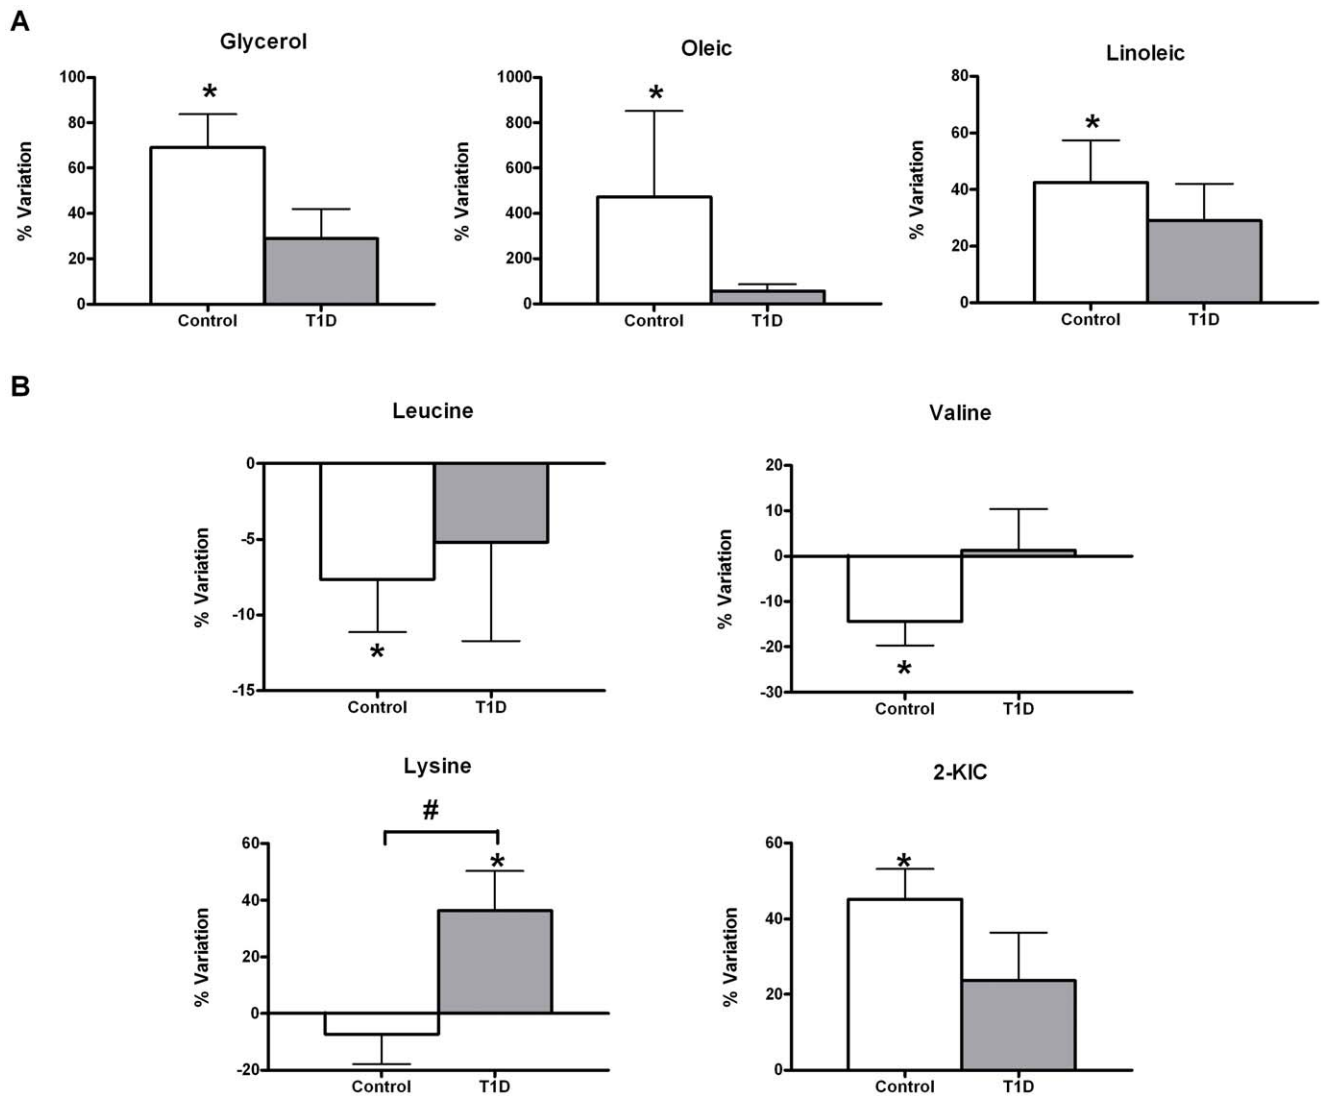 A
Glycerol
Oleic
Linoleic
% Variation
100
80
60
40
20
0
*
Control
T1D
% Variation
1000
800
600
400
200
0
*
Control
T1D
% Variation
80
60
40
20
0
*
Control
T1D
B
Leucine
Valine
% Variation
0
-5
-10
-15
*
Control
T1D
% Variation
20
10
0
-10
-20
-30
*
Control
T1D
Lysine
2-KIC
#
% Variation
60
40
20
0
-20
*
Control
T1D
% Variation
60
40
20
0
*
Control
T1D